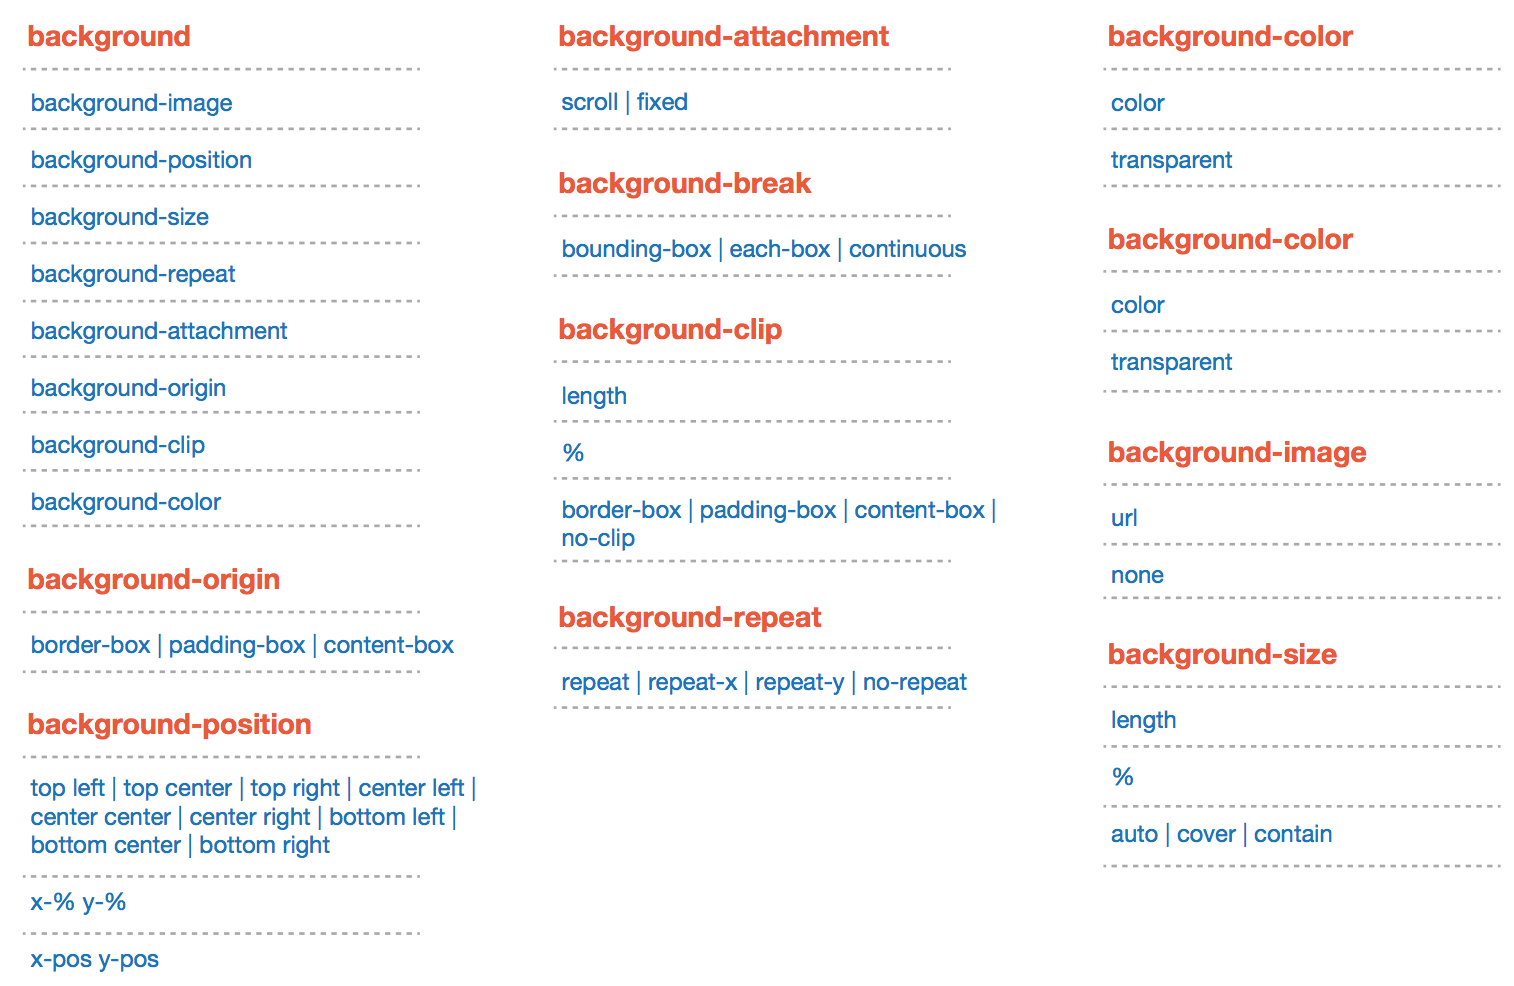 background
background-image
background-position
background-size
background-repeat
background-attachment
background-origin
background-clip
background-color
background-origin
border-box | padding-box | content-box
background-position
top left | top center | top right | center left |
center center | center right | bottom left |
bottom center | bottom right
x-% y-%
x-pos y-pos
background-attachment
scroll | fixed
background-break
bounding-box | each-box | continuous
background-clip
length
%
border-box | padding-box | content-box |
no-clip
background-repeat
repeat | repeat-x | repeat-y | no-repeat
background-color
color
transparent
background-color
color
transparent
background-image
url
none
background-size
length
%
auto | cover | contain